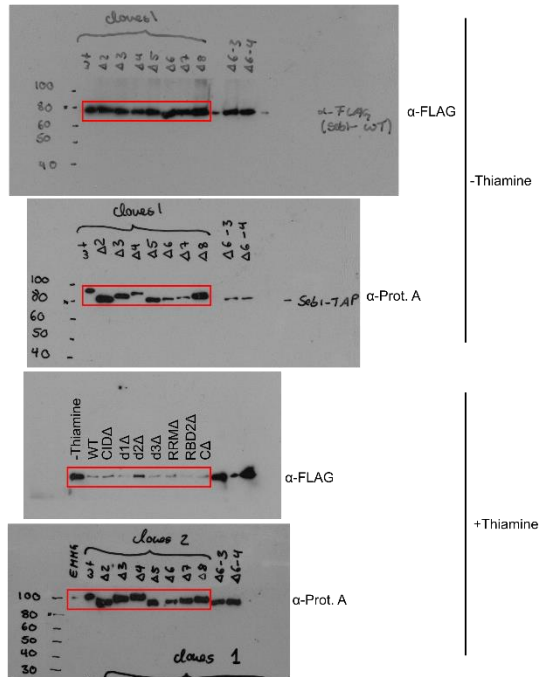 clones 1
wt Δ2 Δ3 Δ4 Δ5 Δ6 Δ7 Δ8 Δ6-3 Δ6-4
100
80
60
50
40
α-FLAG
(Seb1-WT)
α-FLAG
-Thiamine
clones 1
wt Δ2 Δ3 Δ4 Δ5 Δ6 Δ7 Δ8 Δ6-3 Δ6-4
100
80
60
50
40
- Seb1-TAP
α-Prot. A
-Thiamine WT CIDΔ d1Δ d2Δ d3Δ RRMΔ RBD2Δ CΔ
α-FLAG
+Thiamine
clones 2
EMMG wt Δ2 Δ3 Δ4 Δ5 Δ6 Δ7 Δ8 Δ6-3 Δ6-4
100
80
60
50
40
30
α-Prot. A
clones 1